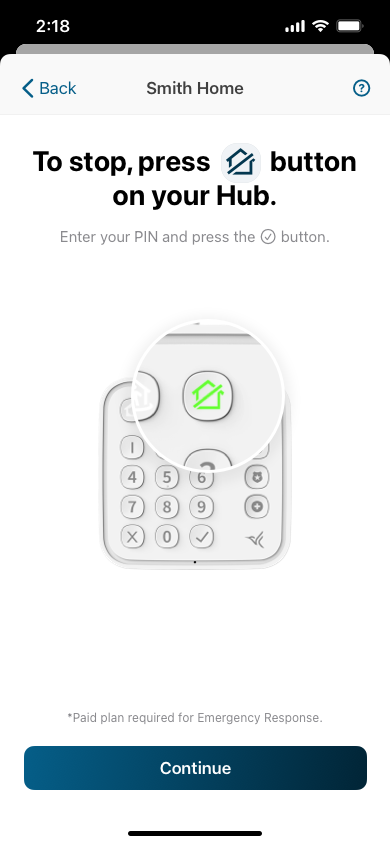 2:18
Back
Smith Home
To stop, press button
on your Hub.
Enter your PIN and press the button.
1
4 5 6
7 8 9
X 0
*Paid plan required for Emergency Response.
Continue